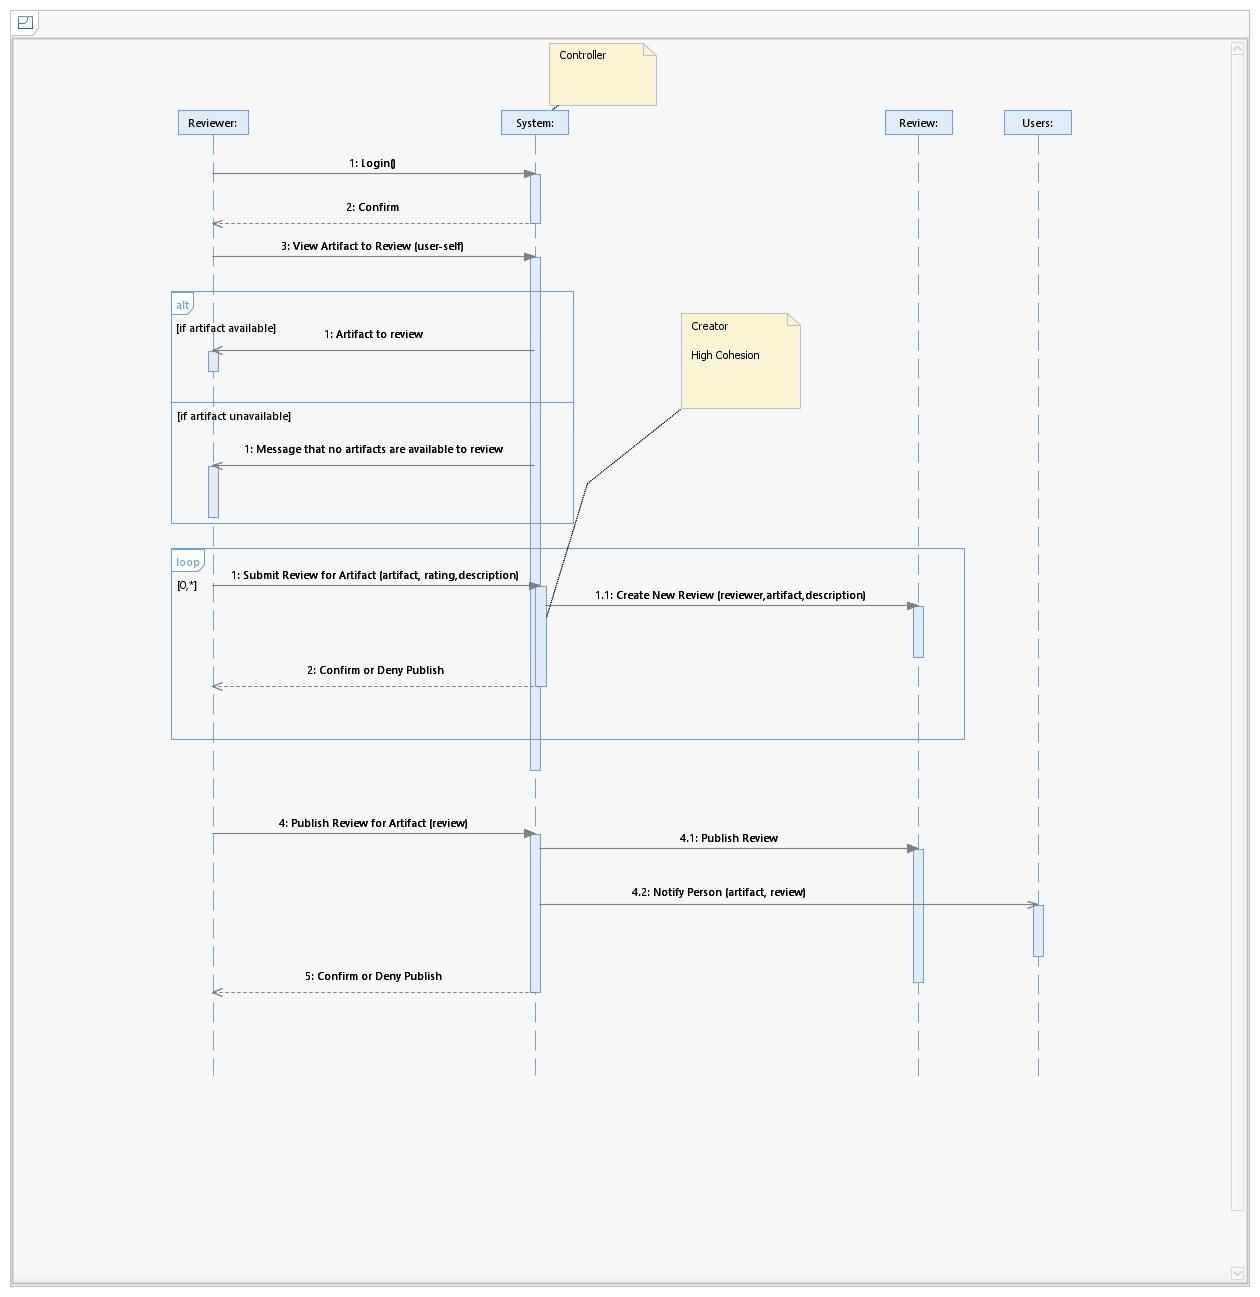 Controller
Reviewer:
System:
Review:
Users:
1: Login()
2: Confirm
3: View Artifact to Review (user-self)
alt
[if artifact available]
1: Artifact to review
Creator
High Cohesion
[if artifact unavailable]
1: Message that no artifacts are available to review
loop
[0,*]
1: Submit Review for Artifact (artifact, rating,description)
1.1: Create New Review (reviewer,artifact,description)
2: Confirm or Deny Publish
4: Publish Review for Artifact (review)
4.1: Publish Review
4.2: Notify Person (artifact, review)
5: Confirm or Deny Publish